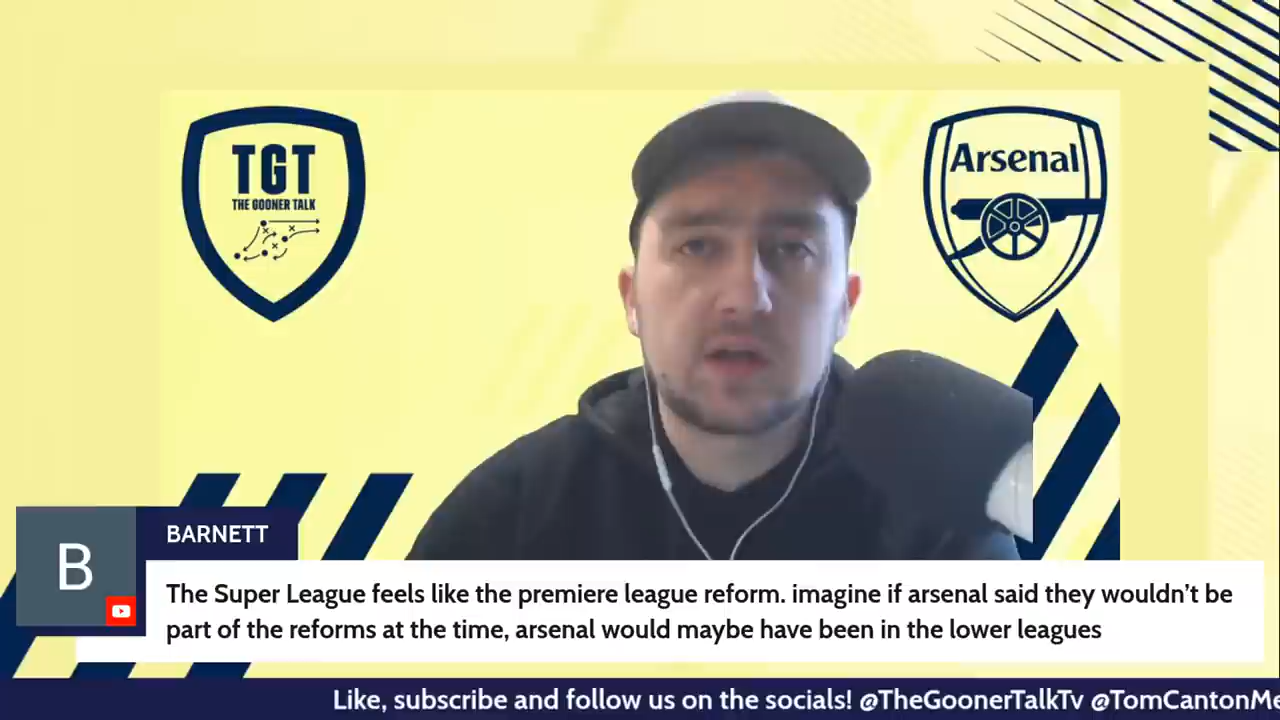 TGT
THE GOONER TALK
Arsenal
B
BARNETT
The Super League feels like the premiere league reform. imagine if arsenal said they wouldn't be
part of the reforms at the time, arsenal would maybe have been in the lower leagues
Like, subscribe and follow us on the socials! @TheGoonerTalkTv @TomCantonMe